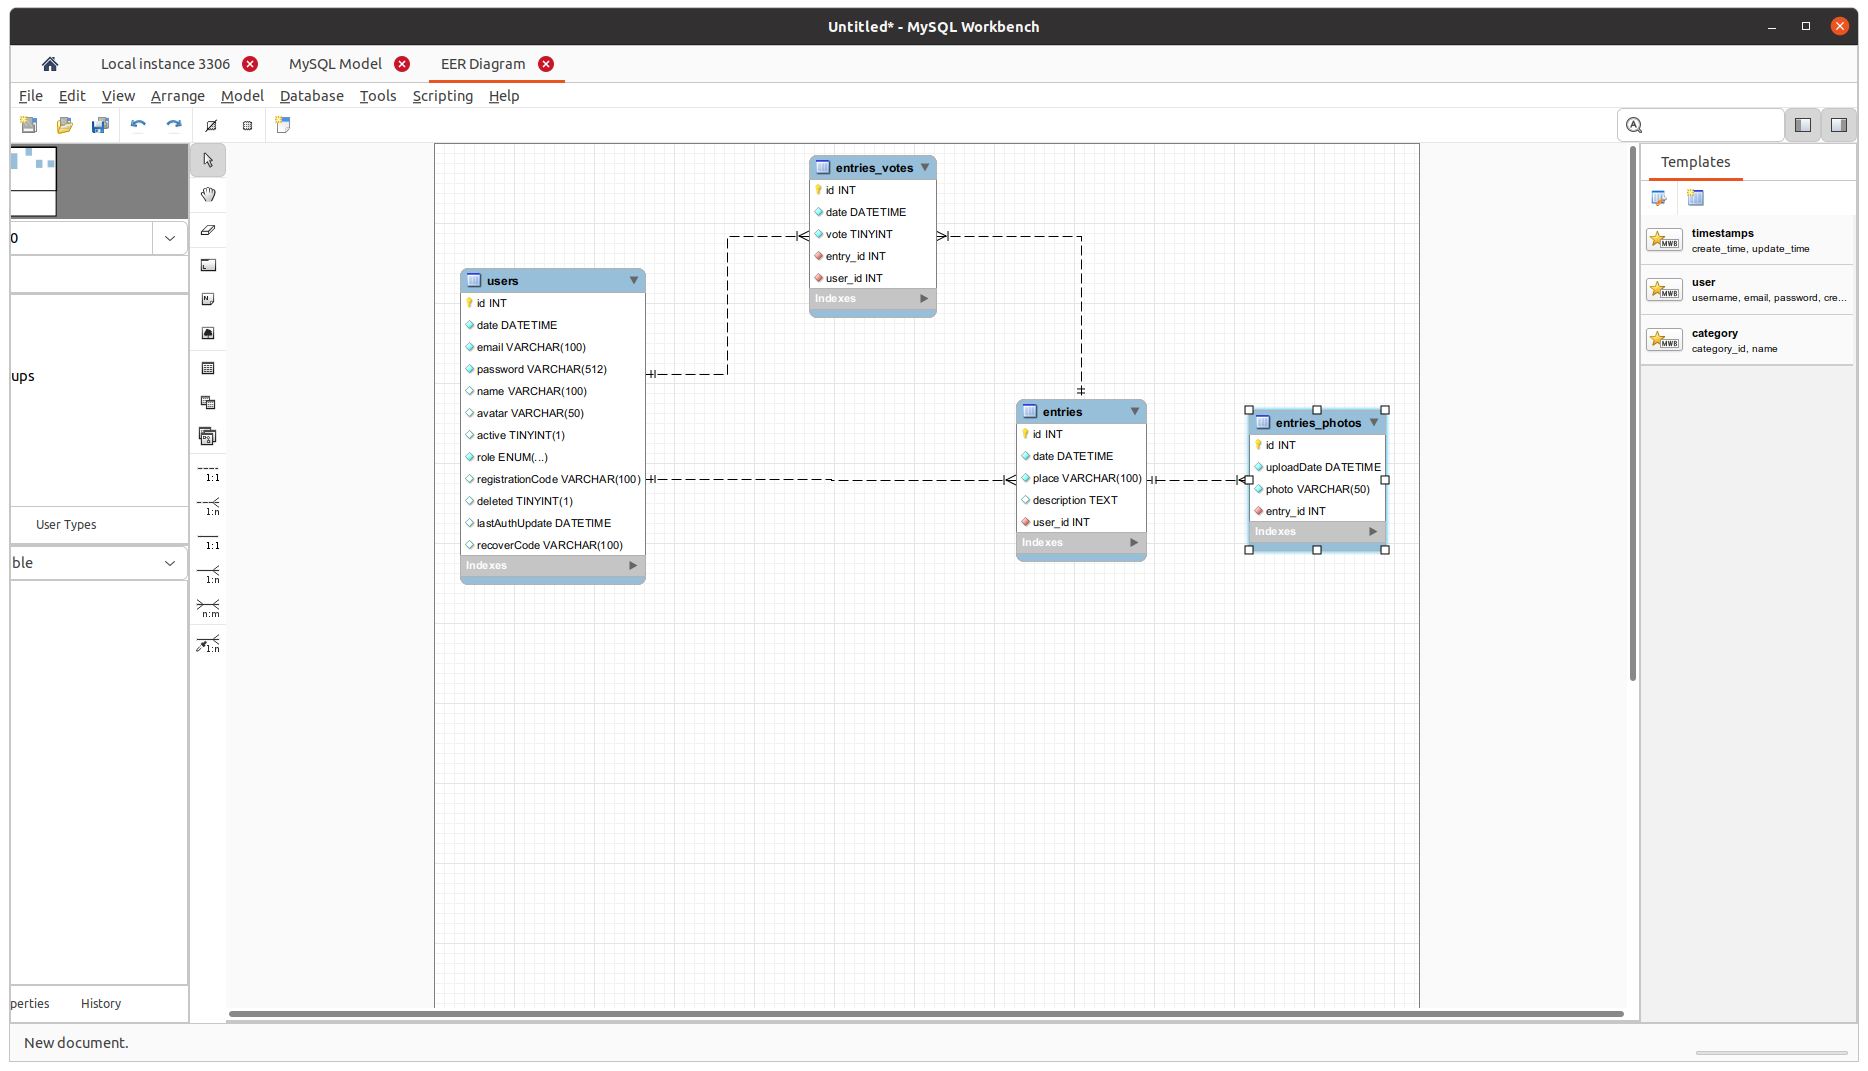 Untitled* - MySQL Workbench
Local instance 3306
MySQL Model
EER Diagram
File Edit View Arrange Model Database Tools Scripting Help
0
ups
User Types
ble
perties
History
1:1
1:n
1:1
1:n
n:m
1:n
entries_votes
id INT
date DATETIME
vote TINYINT
entry_id INT
user_id INT
Indexes
users
id INT
date DATETIME
email VARCHAR(100)
password VARCHAR(512)
name VARCHAR(100)
avatar VARCHAR(50)
active TINYINT(1)
role ENUM(...)
registrationCode VARCHAR(100)
deleted TINYINT(1)
lastAuthUpdate DATETIME
recoverCode VARCHAR(100)
Indexes
entries
id INT
date DATETIME
place VARCHAR(100)
description TEXT
user_id INT
Indexes
entries_photos
id INT
uploadDate DATETIME
photo VARCHAR(50)
entry_id INT
Indexes
Templates
timestamps
create_time, update_time
user
username, email, password, cre...
category
category_id, name
MWB
MWB
MWB
New document.